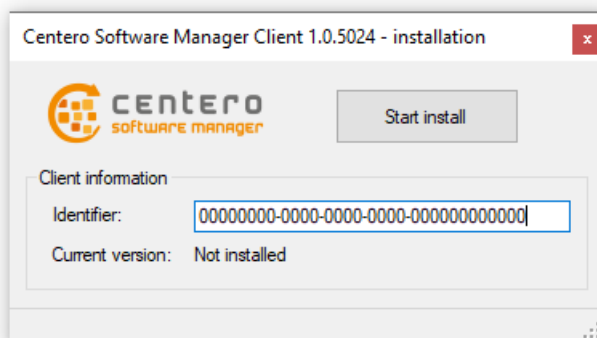 Centero Software Manager Client 1.0.5024 - installation
x
centero
software manager
Start install
Client information
Identifier: 00000000-0000-0000-0000-000000000000
Current version: Not installed